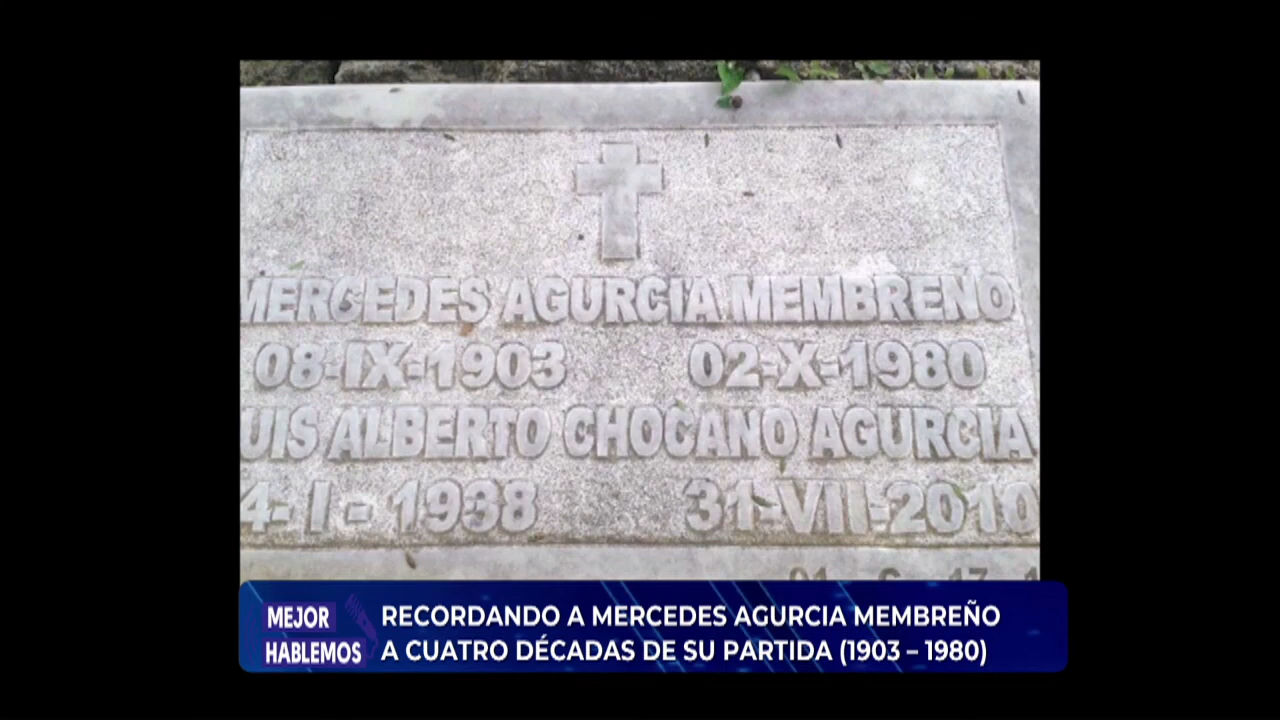 MERCEDES AGURCIA MEMBREÑO
08-IX-1903 02-X-1980
UIS ALBERTO CHOCANO AGURCIA
4-I-1938 31-VII-2010
MEJOR
HABLEMOS
RECORDANDO A MERCEDES AGURCIA MEMBREÑO
A CUATRO DÉCADAS DE SU PARTIDA (1903 – 1980)